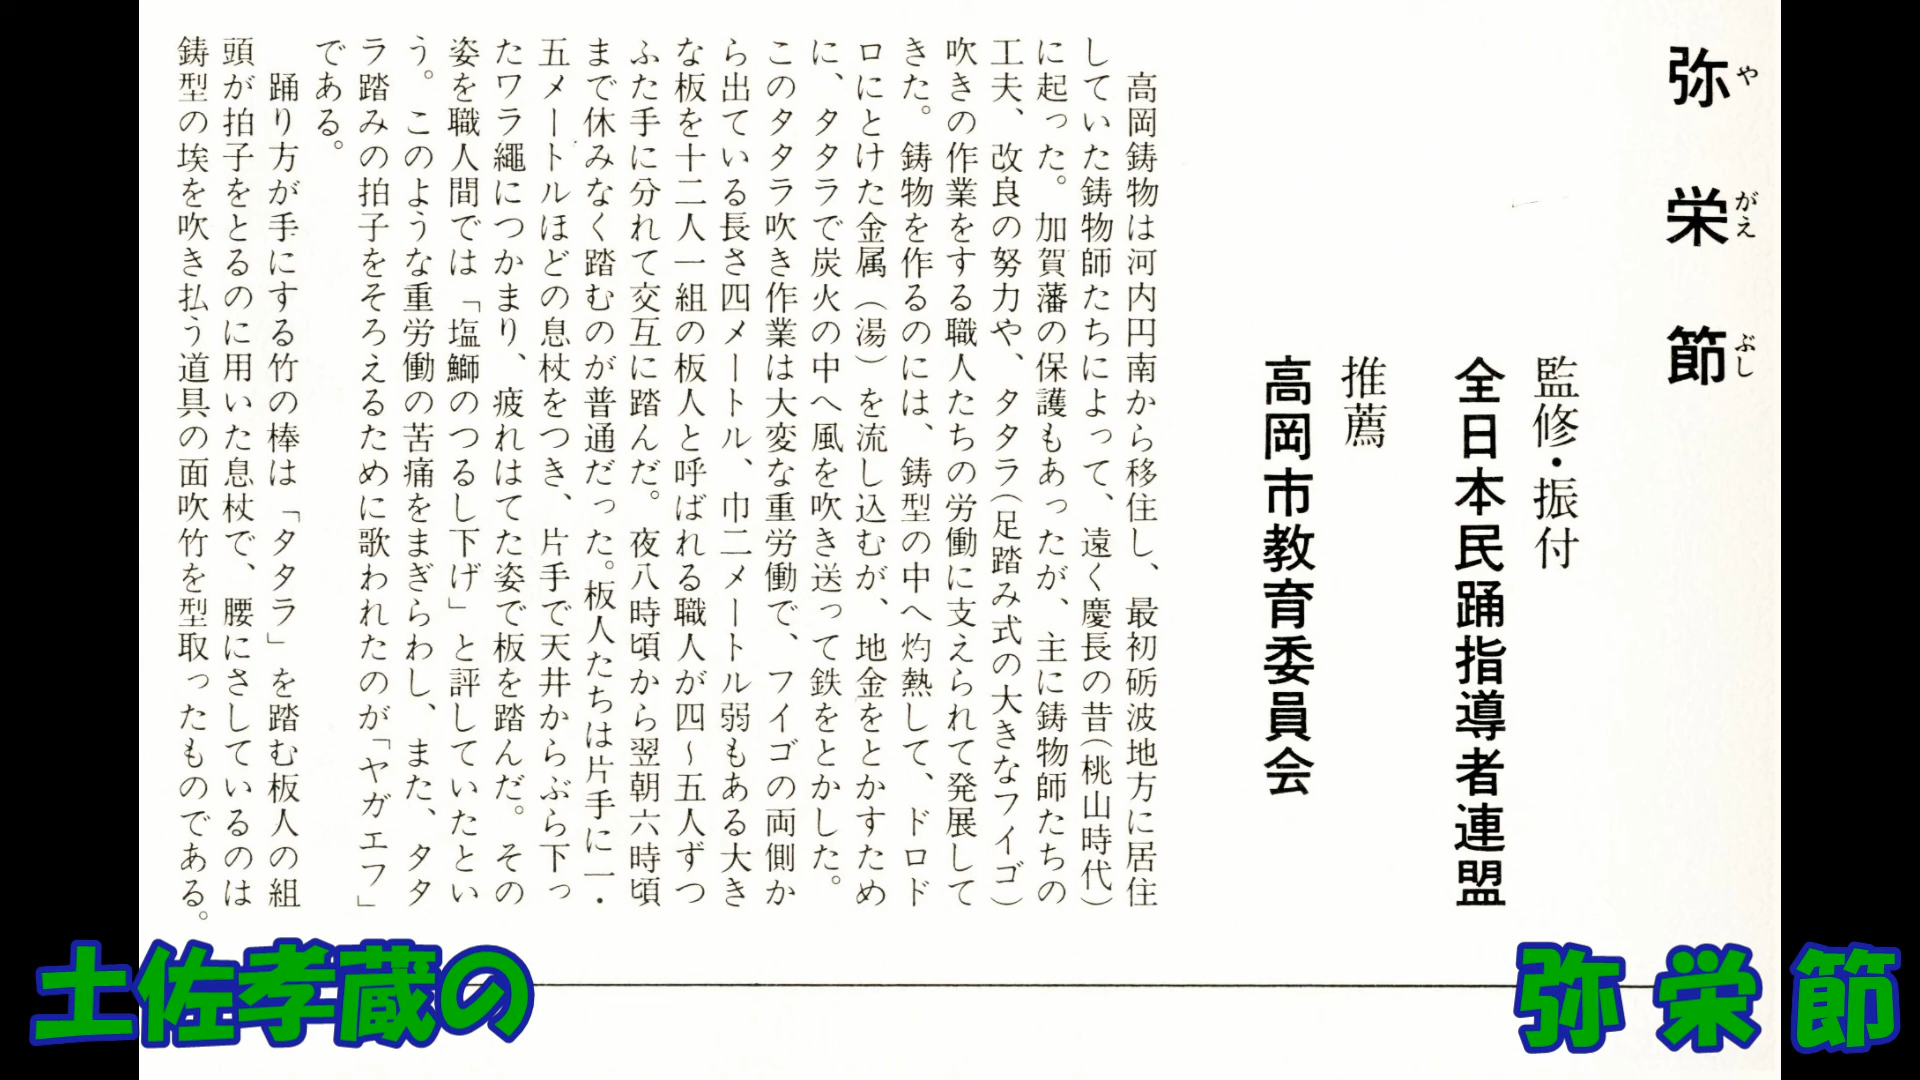 弥栄節
や がえ ぶし
監修・振付
全日本民踊指導者連盟
推薦
高岡市教育委員会
高岡鋳物は河内円南から移住し、最初砺波地方に居住
していた鋳物師たちによって、遠く慶長の昔（桃山時代）
に起った。加賀藩の保護もあったが、主に鋳物師たちの
工夫、改良の努力や、タタラ（足踏み式の大きなフイゴ）
吹きの作業をする職人たちの労働に支えられて発展して
きた。鋳物を作るのには、鋳型の中へ灼熱して、ドロド
ロにとけた金属（湯）を流し込むが、地金をとかすため
に、タタラで炭火の中へ風を吹き送って鉄をとかした。
このタタラ吹き作業は大変な重労働で、フイゴの両側か
ら出ている長さ四メートル、巾二メートル弱もある大き
な板を十二人一組の板人と呼ばれる職人が四～五人ずつ
ふた手に分れて交互に踏んだ。夜八時頃から翌朝六時頃
まで休みなく踏むのが普通だった。板人たちは片手に一・
五メートルほどの息杖をつき、片手で天井からぶら下っ
たワラ縄につかまり、疲れはてた姿で板を踏んだ。その
姿を職人間では「塩鰤のつるし下げ」と評していたとい
う。このような重労働の苦痛をまぎらわし、また、タタ
ラ踏みの拍子をそろえるために歌われたのが「ヤガエフ」
である。
踊り方が手にする竹の棒は「タタラ」を踏む板人の組
頭が拍子をとるのに用いた息杖で、腰にさしているのは
鋳型の埃を吹き払う道具の面吹竹を型取ったものである。
土佐孝蔵の
弥栄節